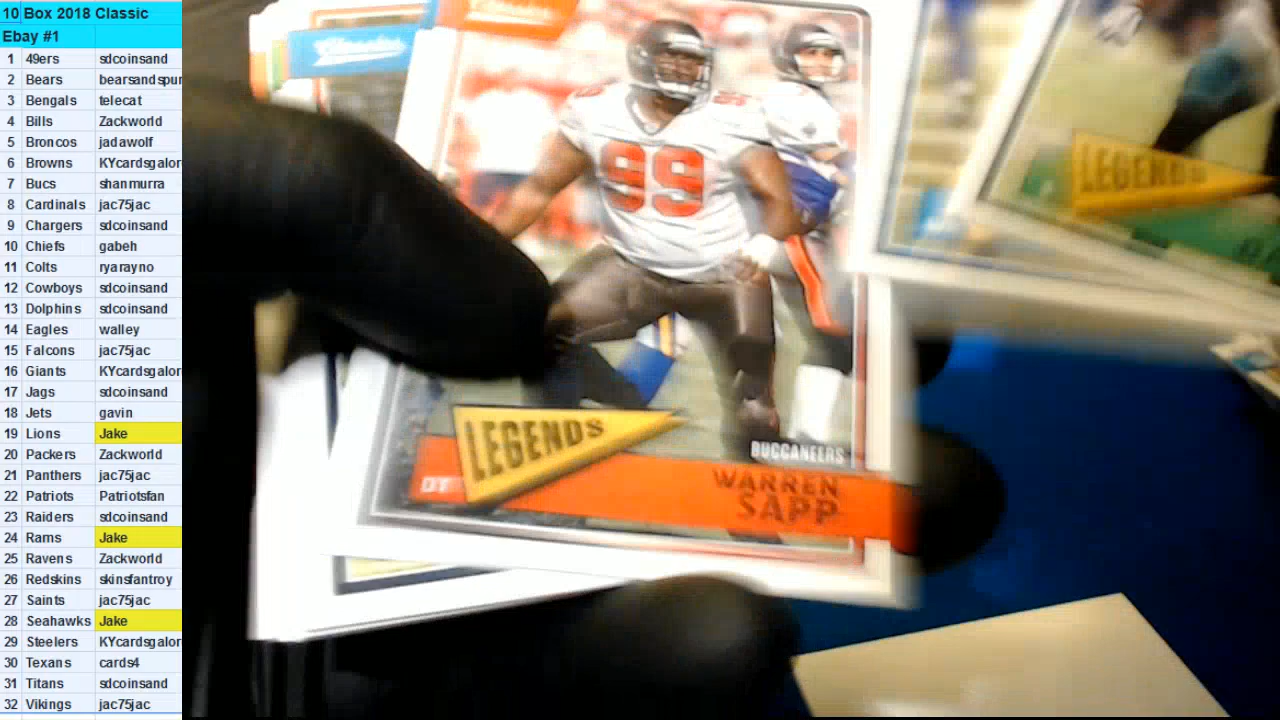 10 Box 2018 Classic
Ebay #1
1 49ers sdcoinsand
2 Bears bearsandspur
3 Bengals telecat
4 Bills Zackworld
5 Broncos jadawolf
6 Browns KYcardsgalor
7 Bucs shanmurra
8 Cardinals jac75jac
9 Chargers sdcoinsand
10 Chiefs gabeh
11 Colts ryarayno
12 Cowboys sdcoinsand
13 Dolphins sdcoinsand
14 Eagles walley
15 Falcons jac75jac
16 Giants KYcardsgalor
17 Jags sdcoinsand
18 Jets gavin
19 Lions Jake
20 Packers Zackworld
21 Panthers jac75jac
22 Patriots Patriotsfan
23 Raiders sdcoinsand
24 Rams Jake
25 Ravens Zackworld
26 Redskins skinsfantroy
27 Saints jac75jac
28 Seahawks Jake
29 Steelers KYcardsgalor
30 Texans cards4
31 Titans sdcoinsand
32 Vikings jac75jac
Classics
99
LEGENDS
BUCCANEERS
DT
WARREN
SAPP
LEGENDS